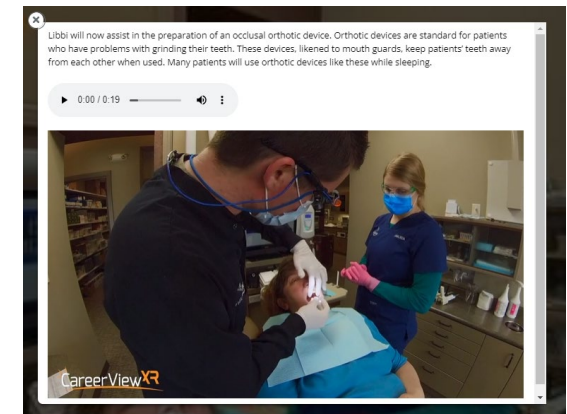 Libbi will now assist in the preparation of an occlusal orthotic device. Orthotic devices are standard for patients
who have problems with grinding their teeth. These devices, likened to mouth guards, keep patients’ teeth away
from each other when used. Many patients will use orthotic devices like these while sleeping.
0:00 / 0:19
CareerViewXR